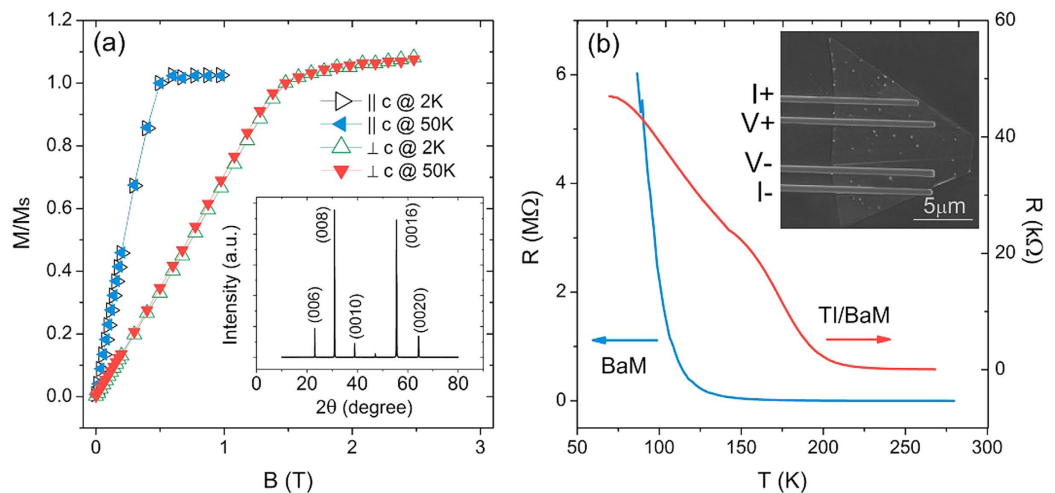 (a)
1.2
1.0
0.8
0.6
0.4
0.2
0.0
M/Ms
0
1
2
3
B (T)
|| c @ 2K
|| c @ 50K
⊥ c @ 2K
⊥ c @ 50K
Intensity (a.u.)
(006)
(008)
(0010)
(0016)
(0020)
0
20
40
60
80
2θ (degree)
(b)
6
4
2
0
R (MΩ)
50
100
150
200
250
300
T (K)
60
40
20
0
R (kΩ)
I+
V+
V-
I-
5μm
TI/BaM
BaM